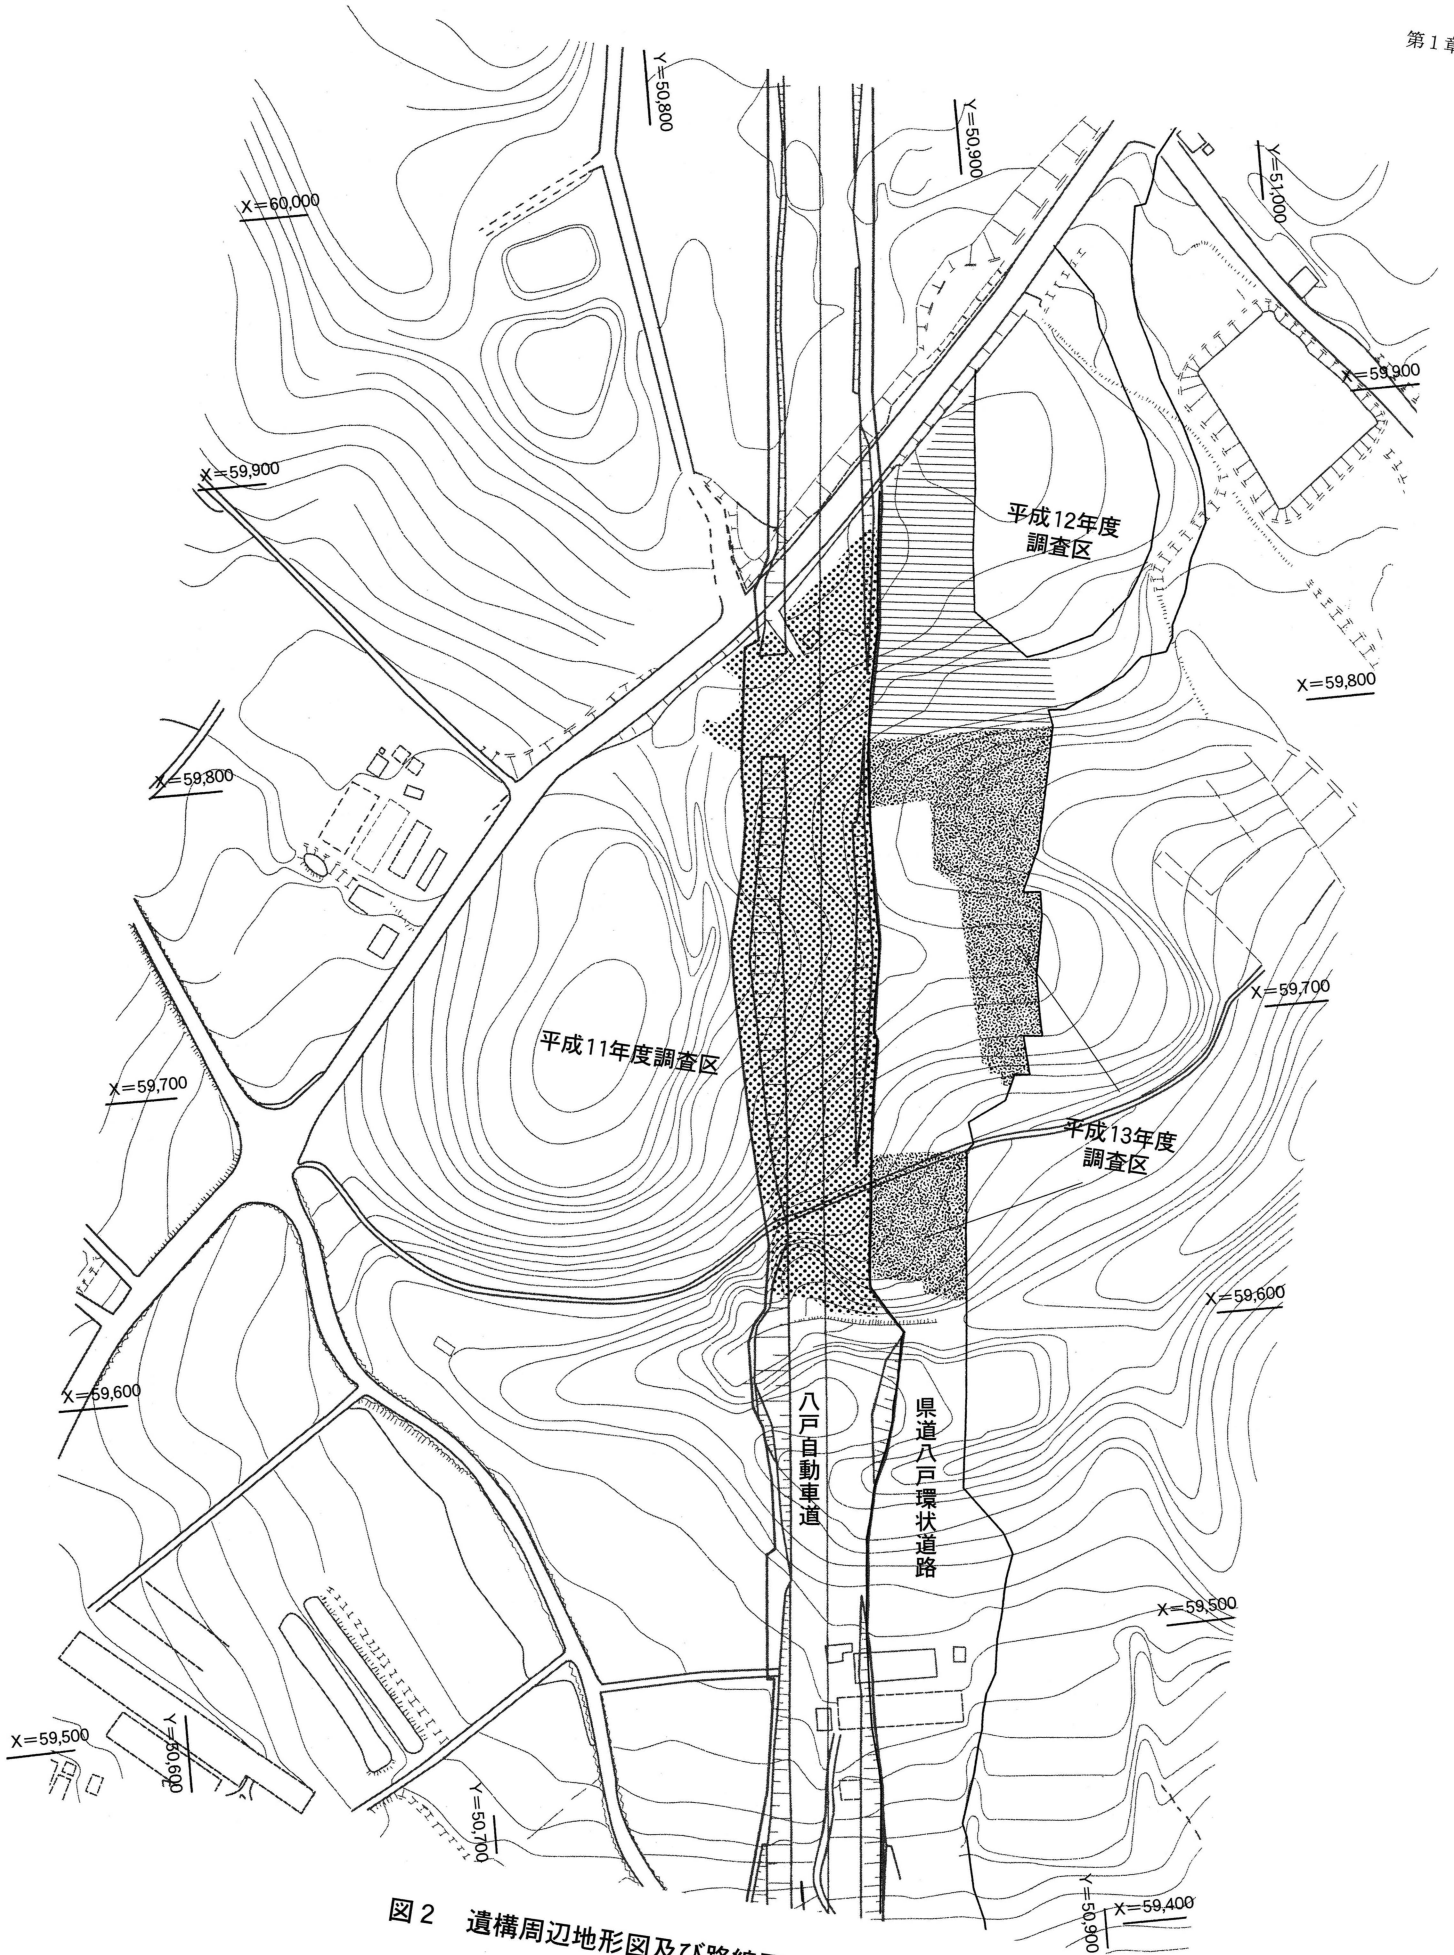 第1章
Y=50,800
Y=50,900
Y=51,000
X=60,000
X=59,900
X=59,900
平成12年度
調査区
X=59,800
X=59,800
X=59,700
平成11年度調査区
X=59,700
平成13年度
調査区
X=59,600
X=59,600
八戸自動車道
県道八戸環状道路
X=59,500
X=59,500
Y=50,600
Y=50,700
Y=50,900
X=59,400
図2 遺構周辺地形図及び路線